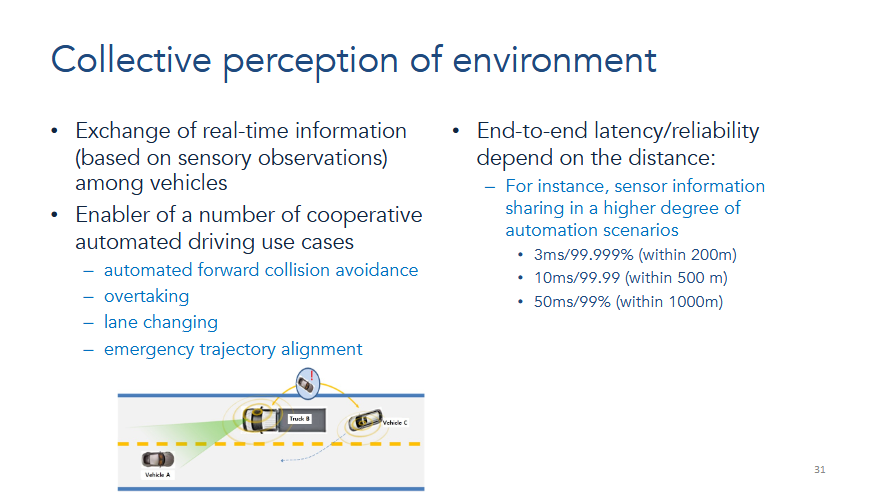 Collective perception of environment
• Exchange of real-time information
(based on sensory observations)
among vehicles
• Enabler of a number of cooperative
automated driving use cases
– automated forward collision avoidance
– overtaking
– lane changing
– emergency trajectory alignment
• End-to-end latency/reliability
depend on the distance:
– For instance, sensor information
sharing in a higher degree of
automation scenarios
• 3ms/99.999% (within 200m)
• 10ms/99.99 (within 500 m)
• 50ms/99% (within 1000m)
!
Truck B
Vehicle C
Vehicle A
31